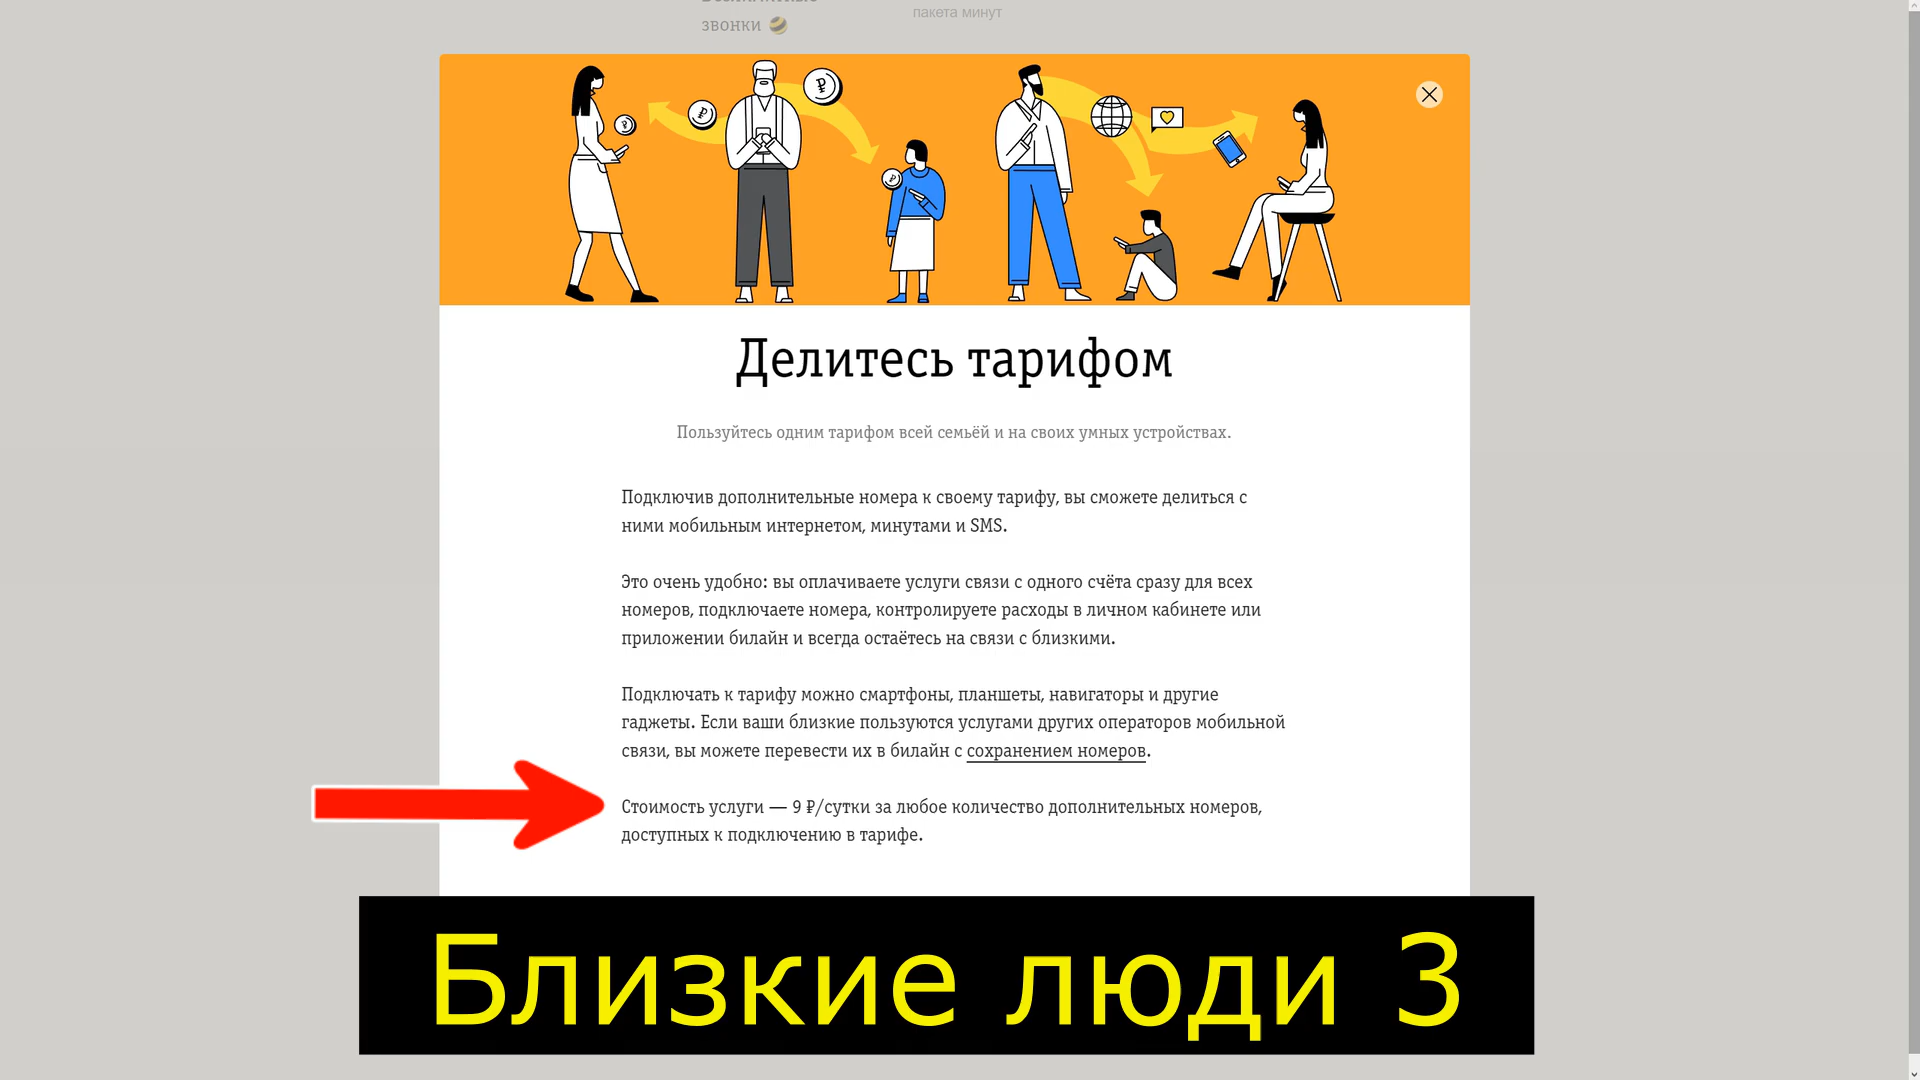 звонки
пакета минут
Делитесь тарифом
Пользуйтесь одним тарифом всей семьёй и на своих умных устройствах.
Подключив дополнительные номера к своему тарифу, вы сможете делиться с
ними мобильным интернетом, минутами и SMS.
Это очень удобно: вы оплачиваете услуги связи с одного счёта сразу для всех
номеров, подключаете номера, контролируете расходы в личном кабинете или
приложении билайн и всегда остаётесь на связи с близкими.
Подключать к тарифу можно смартфоны, планшеты, навигаторы и другие
гаджеты. Если ваши близкие пользуются услугами других операторов мобильной
связи, вы можете перевести их в билайн с сохранением номеров.
Стоимость услуги — 9 ₽/сутки за любое количество дополнительных номеров,
доступных к подключению в тарифе.
Близкие люди 3